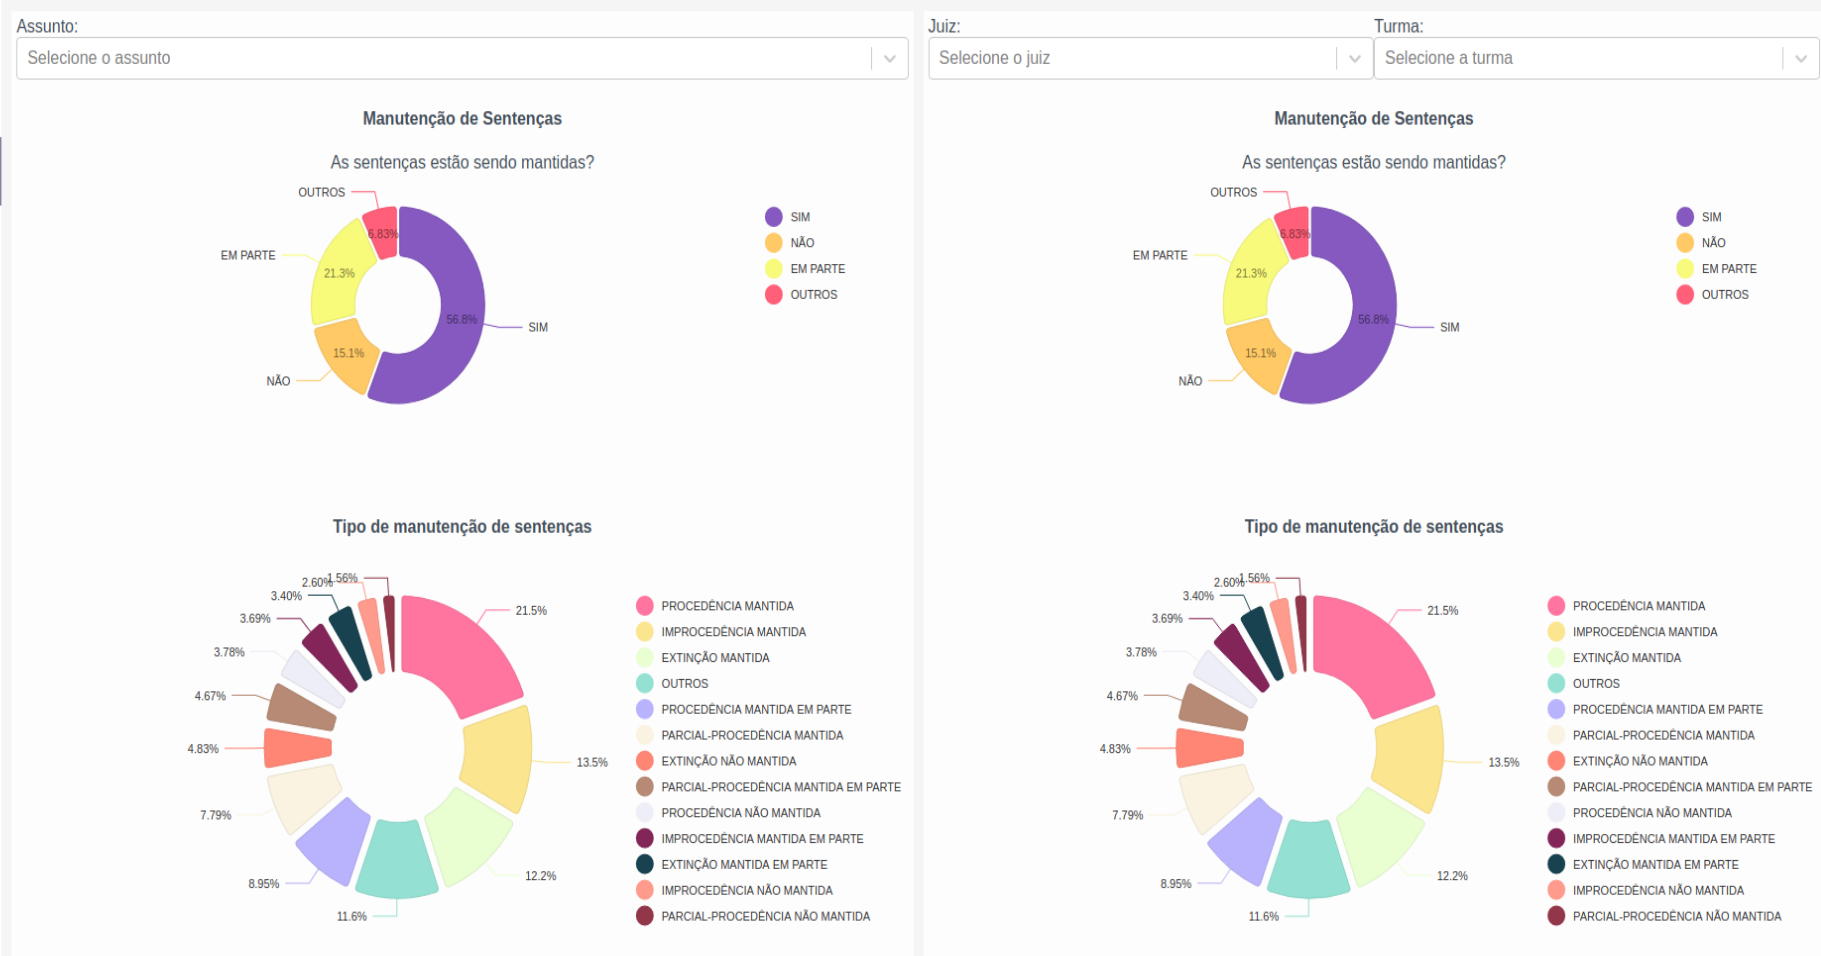 Assunto:
Selecione o assunto
Manutenção de Sentenças
As sentenças estão sendo mantidas?
OUTROS
6.83%
EM PARTE
21.3%
56.8%
SIM
15.1%
NÃO
SIM
NÃO
EM PARTE
OUTROS
Tipo de manutenção de sentenças
1.56%
2.60%
3.40%
3.69%
3.78%
4.67%
4.83%
7.79%
8.95%
11.6%
12.2%
13.5%
21.5%
PROCEDÊNCIA MANTIDA
IMPROCEDÊNCIA MANTIDA
EXTINÇÃO MANTIDA
OUTROS
PROCEDÊNCIA MANTIDA EM PARTE
PARCIAL-PROCEDÊNCIA MANTIDA
EXTINÇÃO NÃO MANTIDA
PARCIAL-PROCEDÊNCIA MANTIDA EM PARTE
PROCEDÊNCIA NÃO MANTIDA
IMPROCEDÊNCIA MANTIDA EM PARTE
EXTINÇÃO MANTIDA EM PARTE
IMPROCEDÊNCIA NÃO MANTIDA
PARCIAL-PROCEDÊNCIA NÃO MANTIDA
Juiz:
Selecione o juiz
Turma:
Selecione a turma
Manutenção de Sentenças
As sentenças estão sendo mantidas?
OUTROS
6.83%
EM PARTE
21.3%
56.8%
SIM
15.1%
NÃO
SIM
NÃO
EM PARTE
OUTROS
Tipo de manutenção de sentenças
1.56%
2.60%
3.40%
3.69%
3.78%
4.67%
4.83%
7.79%
8.95%
11.6%
12.2%
13.5%
21.5%
PROCEDÊNCIA MANTIDA
IMPROCEDÊNCIA MANTIDA
EXTINÇÃO MANTIDA
OUTROS
PROCEDÊNCIA MANTIDA EM PARTE
PARCIAL-PROCEDÊNCIA MANTIDA
EXTINÇÃO NÃO MANTIDA
PARCIAL-PROCEDÊNCIA MANTIDA EM PARTE
PROCEDÊNCIA NÃO MANTIDA
IMPROCEDÊNCIA MANTIDA EM PARTE
EXTINÇÃO MANTIDA EM PARTE
IMPROCEDÊNCIA NÃO MANTIDA
PARCIAL-PROCEDÊNCIA NÃO MANTIDA